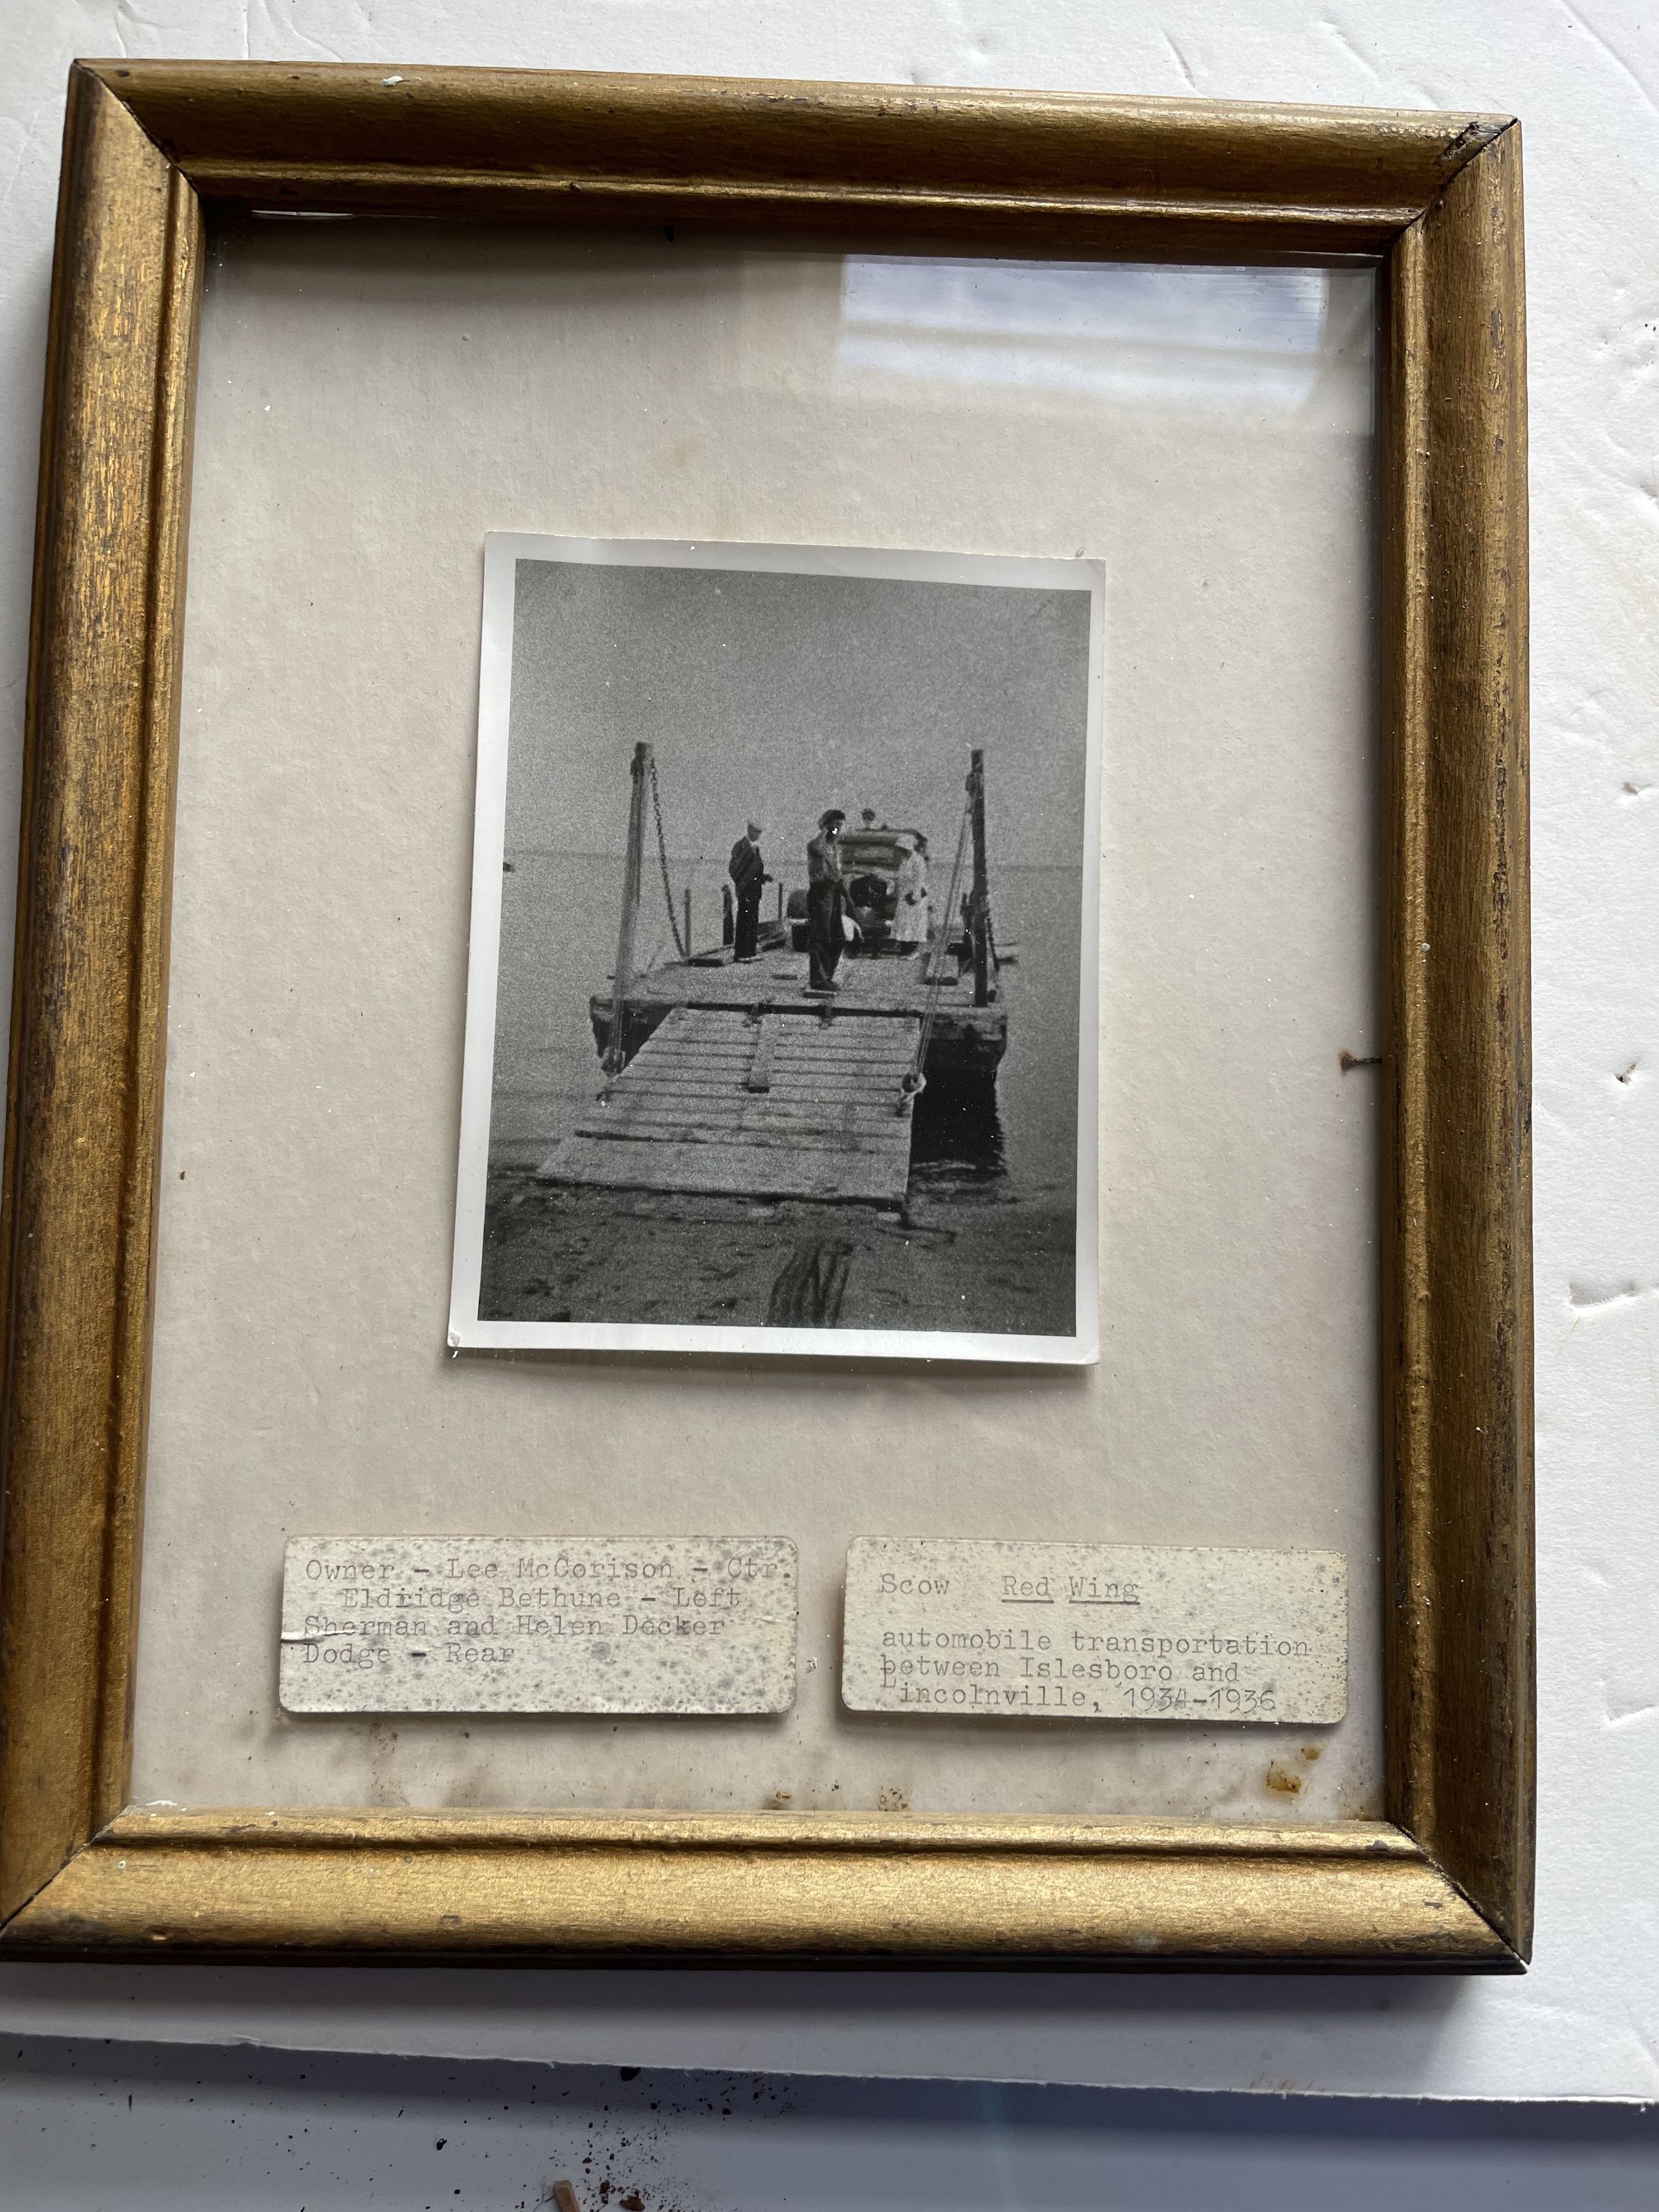 Owner - Lee McCorison - Ctr.
Eldridge Bethune - Left
Sherman and Helen Decker
Dodge - Rear
Scow Red Wing
automobile transportation
between Islesboro and
Lincolnville, 1934-1936